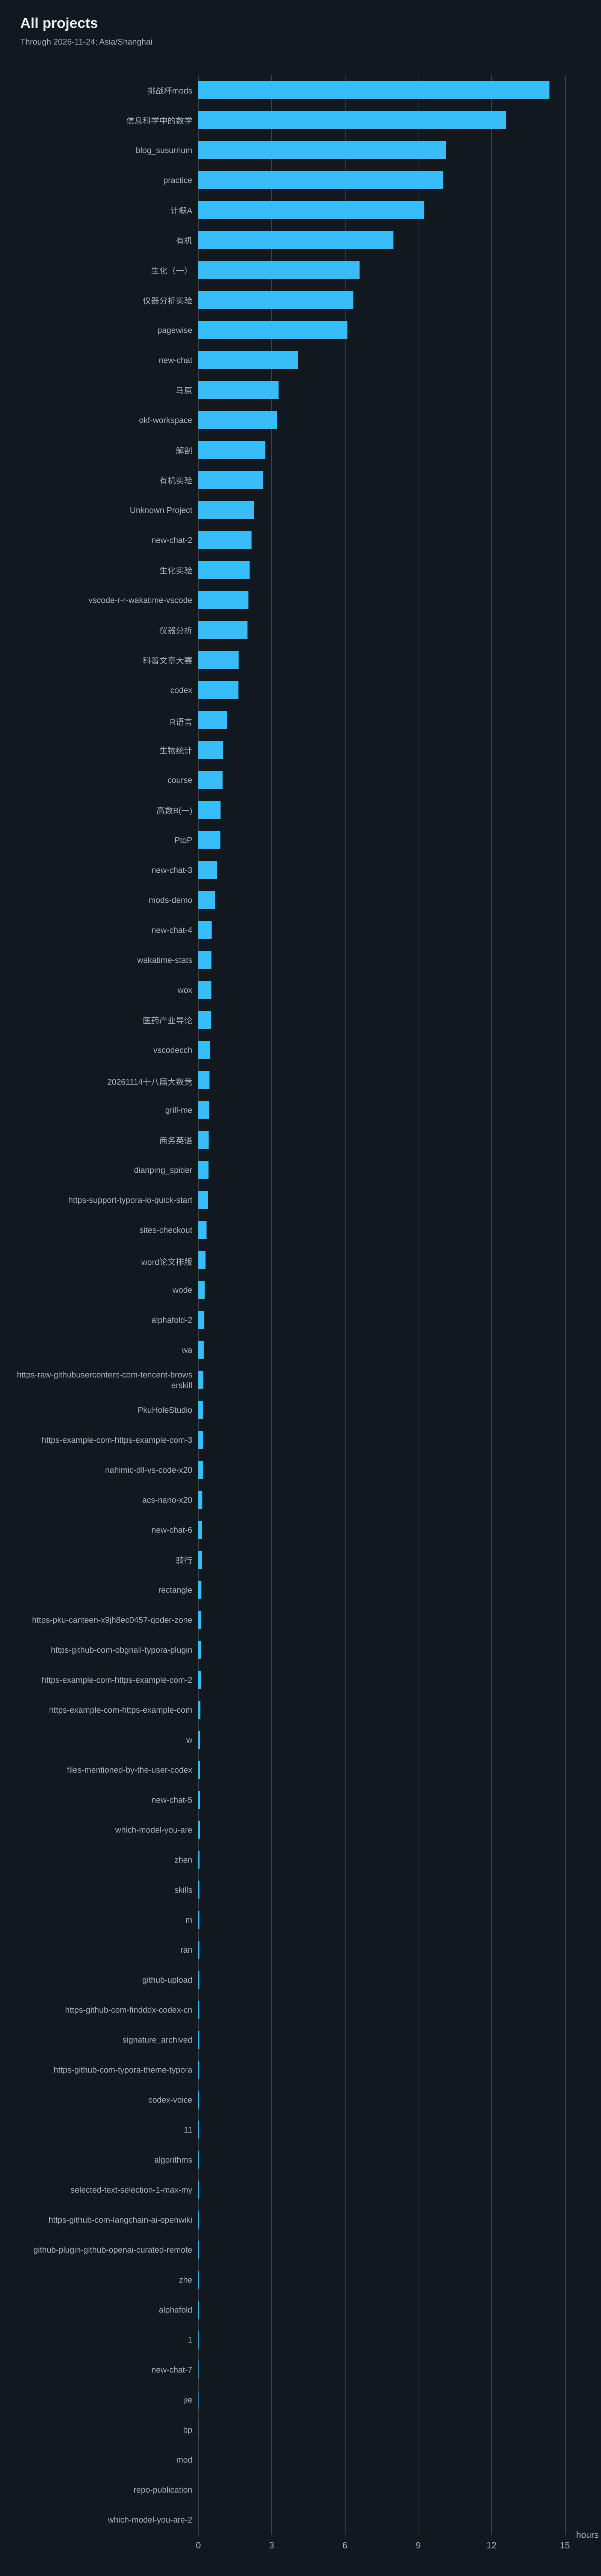 All projects
Through 2026-11-24; Asia/Shanghai
挑战杯mods
信息科学中的数学
blog_susurrium
practice
计概A
有机
生化（一）
仪器分析实验
pagewise
new-chat
马原
okf-workspace
解剖
有机实验
Unknown Project
new-chat-2
生化实验
vscode-r-r-wakatime-vscode
仪器分析
科普文章大赛
codex
R语言
生物统计
course
高数B(一)
PtoP
new-chat-3
mods-demo
new-chat-4
wakatime-stats
wox
医药产业导论
vscodecch
20261114十八届大数竞
grill-me
商务英语
dianping_spider
https-support-typora-io-quick-start
sites-checkout
word论文排版
wode
alphafold-2
wa
https-raw-githubusercontent-com-tencent-brows
erskill
PkuHoleStudio
https-example-com-https-example-com-3
nahimic-dll-vs-code-x20
acs-nano-x20
new-chat-6
骑行
rectangle
https-pku-canteen-x9jh8ec0457-qoder-zone
https-github-com-obgnail-typora-plugin
https-example-com-https-example-com-2
https-example-com-https-example-com
w
files-mentioned-by-the-user-codex
new-chat-5
which-model-you-are
zhen
skills
m
ran
github-upload
https-github-com-findddx-codex-cn
signature_archived
https-github-com-typora-theme-typora
codex-voice
11
algorithms
selected-text-selection-1-max-my
https-github-com-langchain-ai-openwiki
github-plugin-github-openai-curated-remote
zhe
alphafold
1
new-chat-7
jie
bp
mod
repo-publication
which-model-you-are-2
hours
0 3 6 9 12 15